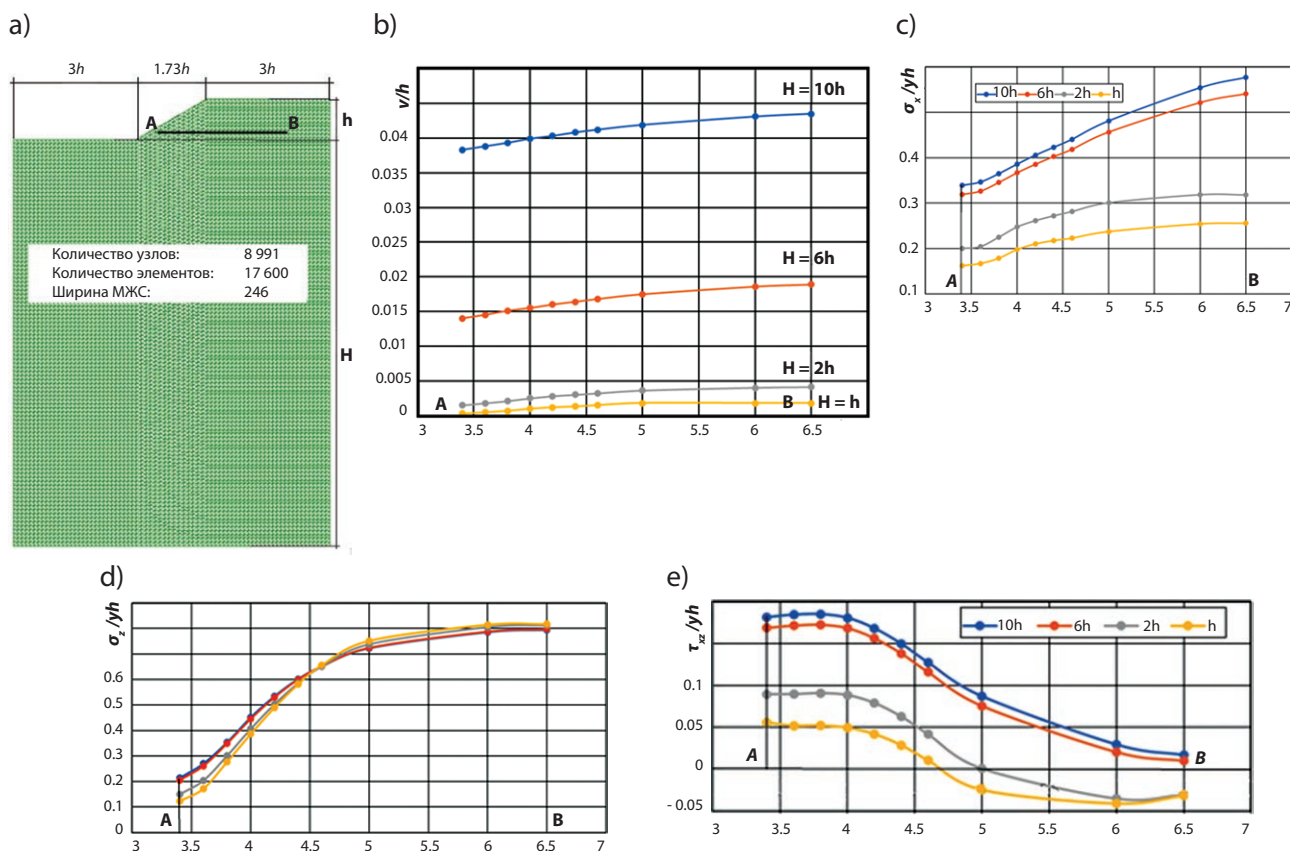 a)
3h 1.73h 3h
A B h
Количество узлов: 8 991
Количество элементов: 17 600
Ширина МЖС: 246
H
b)
v/h
H = 10h
0.04
0.035
0.03
0.025
0.02
H = 6h
0.015
0.01
H = 2h
0.005
A B H = h
0
3 3.5 4 4.5 5 5.5 6 6.5
c)
σx /yh
10h 6h 2h h
0.4
0.3
0.2
A B
0.1
3 3.5 4 4.5 5 5.5 6 6.5 7
d)
σz /yh
0.6
0.5
0.4
0.3
0.2
0.1
A B
0
3 3.5 4 4.5 5 5.5 6 6.5 7
e)
τxz /yh
10h 6h 2h h
0.1
0.05
A B
0
- 0.05
3 3.5 4 4.5 5 5.5 6 6.5 7